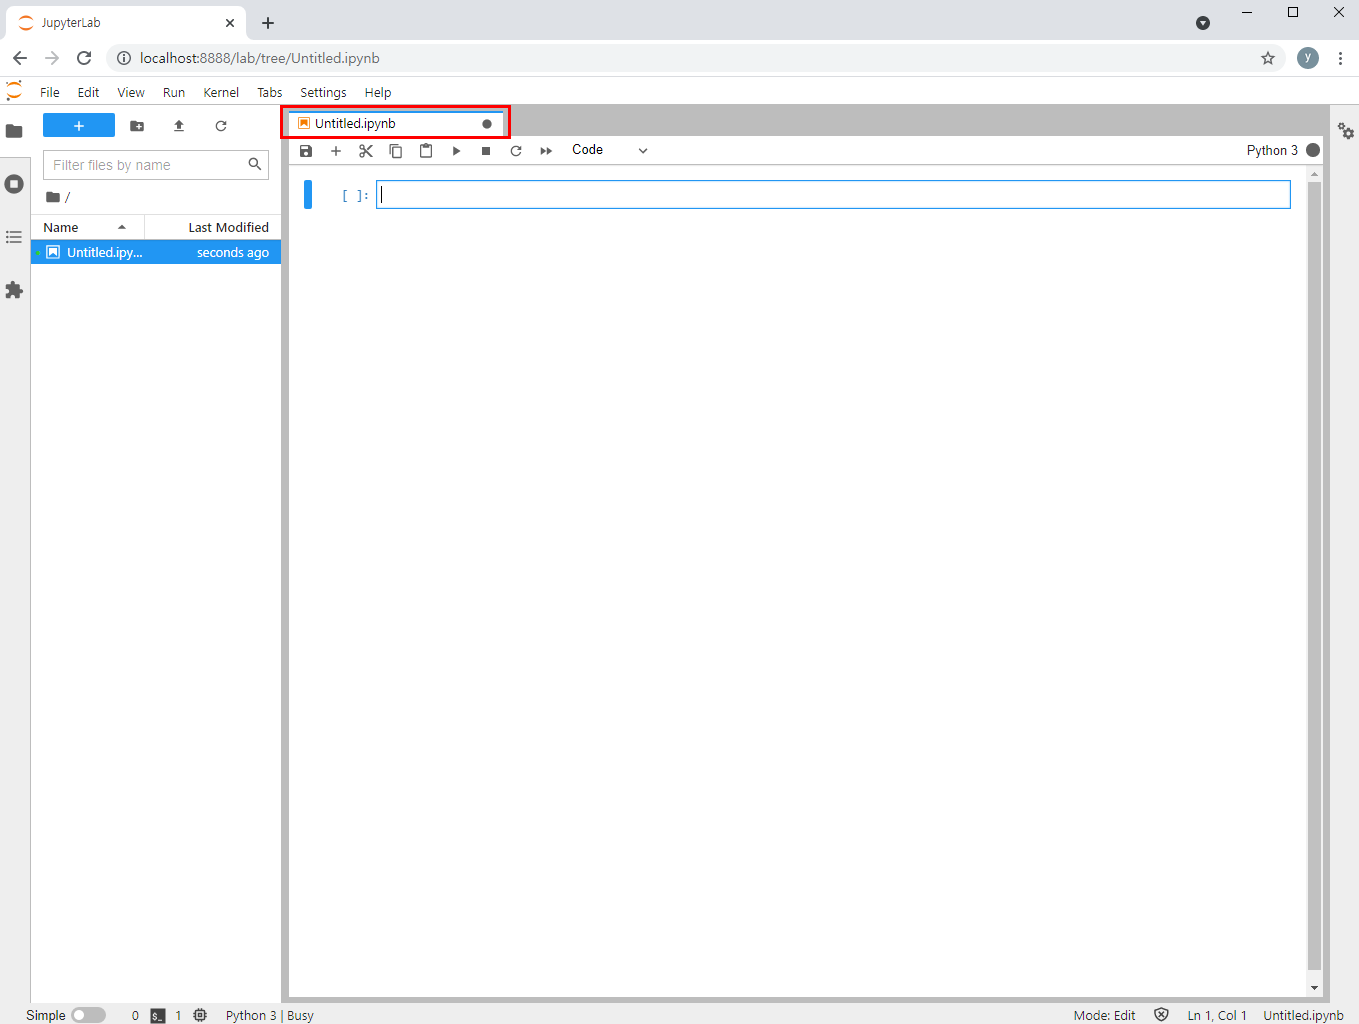 JupyterLab
localhost:8888/lab/tree/Untitled.ipynb
y
File Edit View Run Kernel Tabs Settings Help
Untitled.ipynb
Code
Python 3
Filter files by name
/
Name Last Modified
Untitled.ipy... seconds ago
[ ]:
Simple 0 $_ 1 Python 3 | Busy Mode: Edit Ln 1, Col 1 Untitled.ipynb